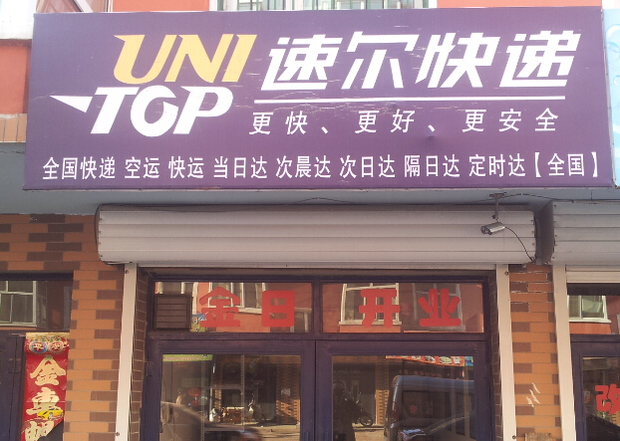 UNI
TOP
速尔快递
更快、更好、更安全
全国快递 空运 快运 当日达 次晨达 次日达 隔日达 定时达【全国】
金日 开业